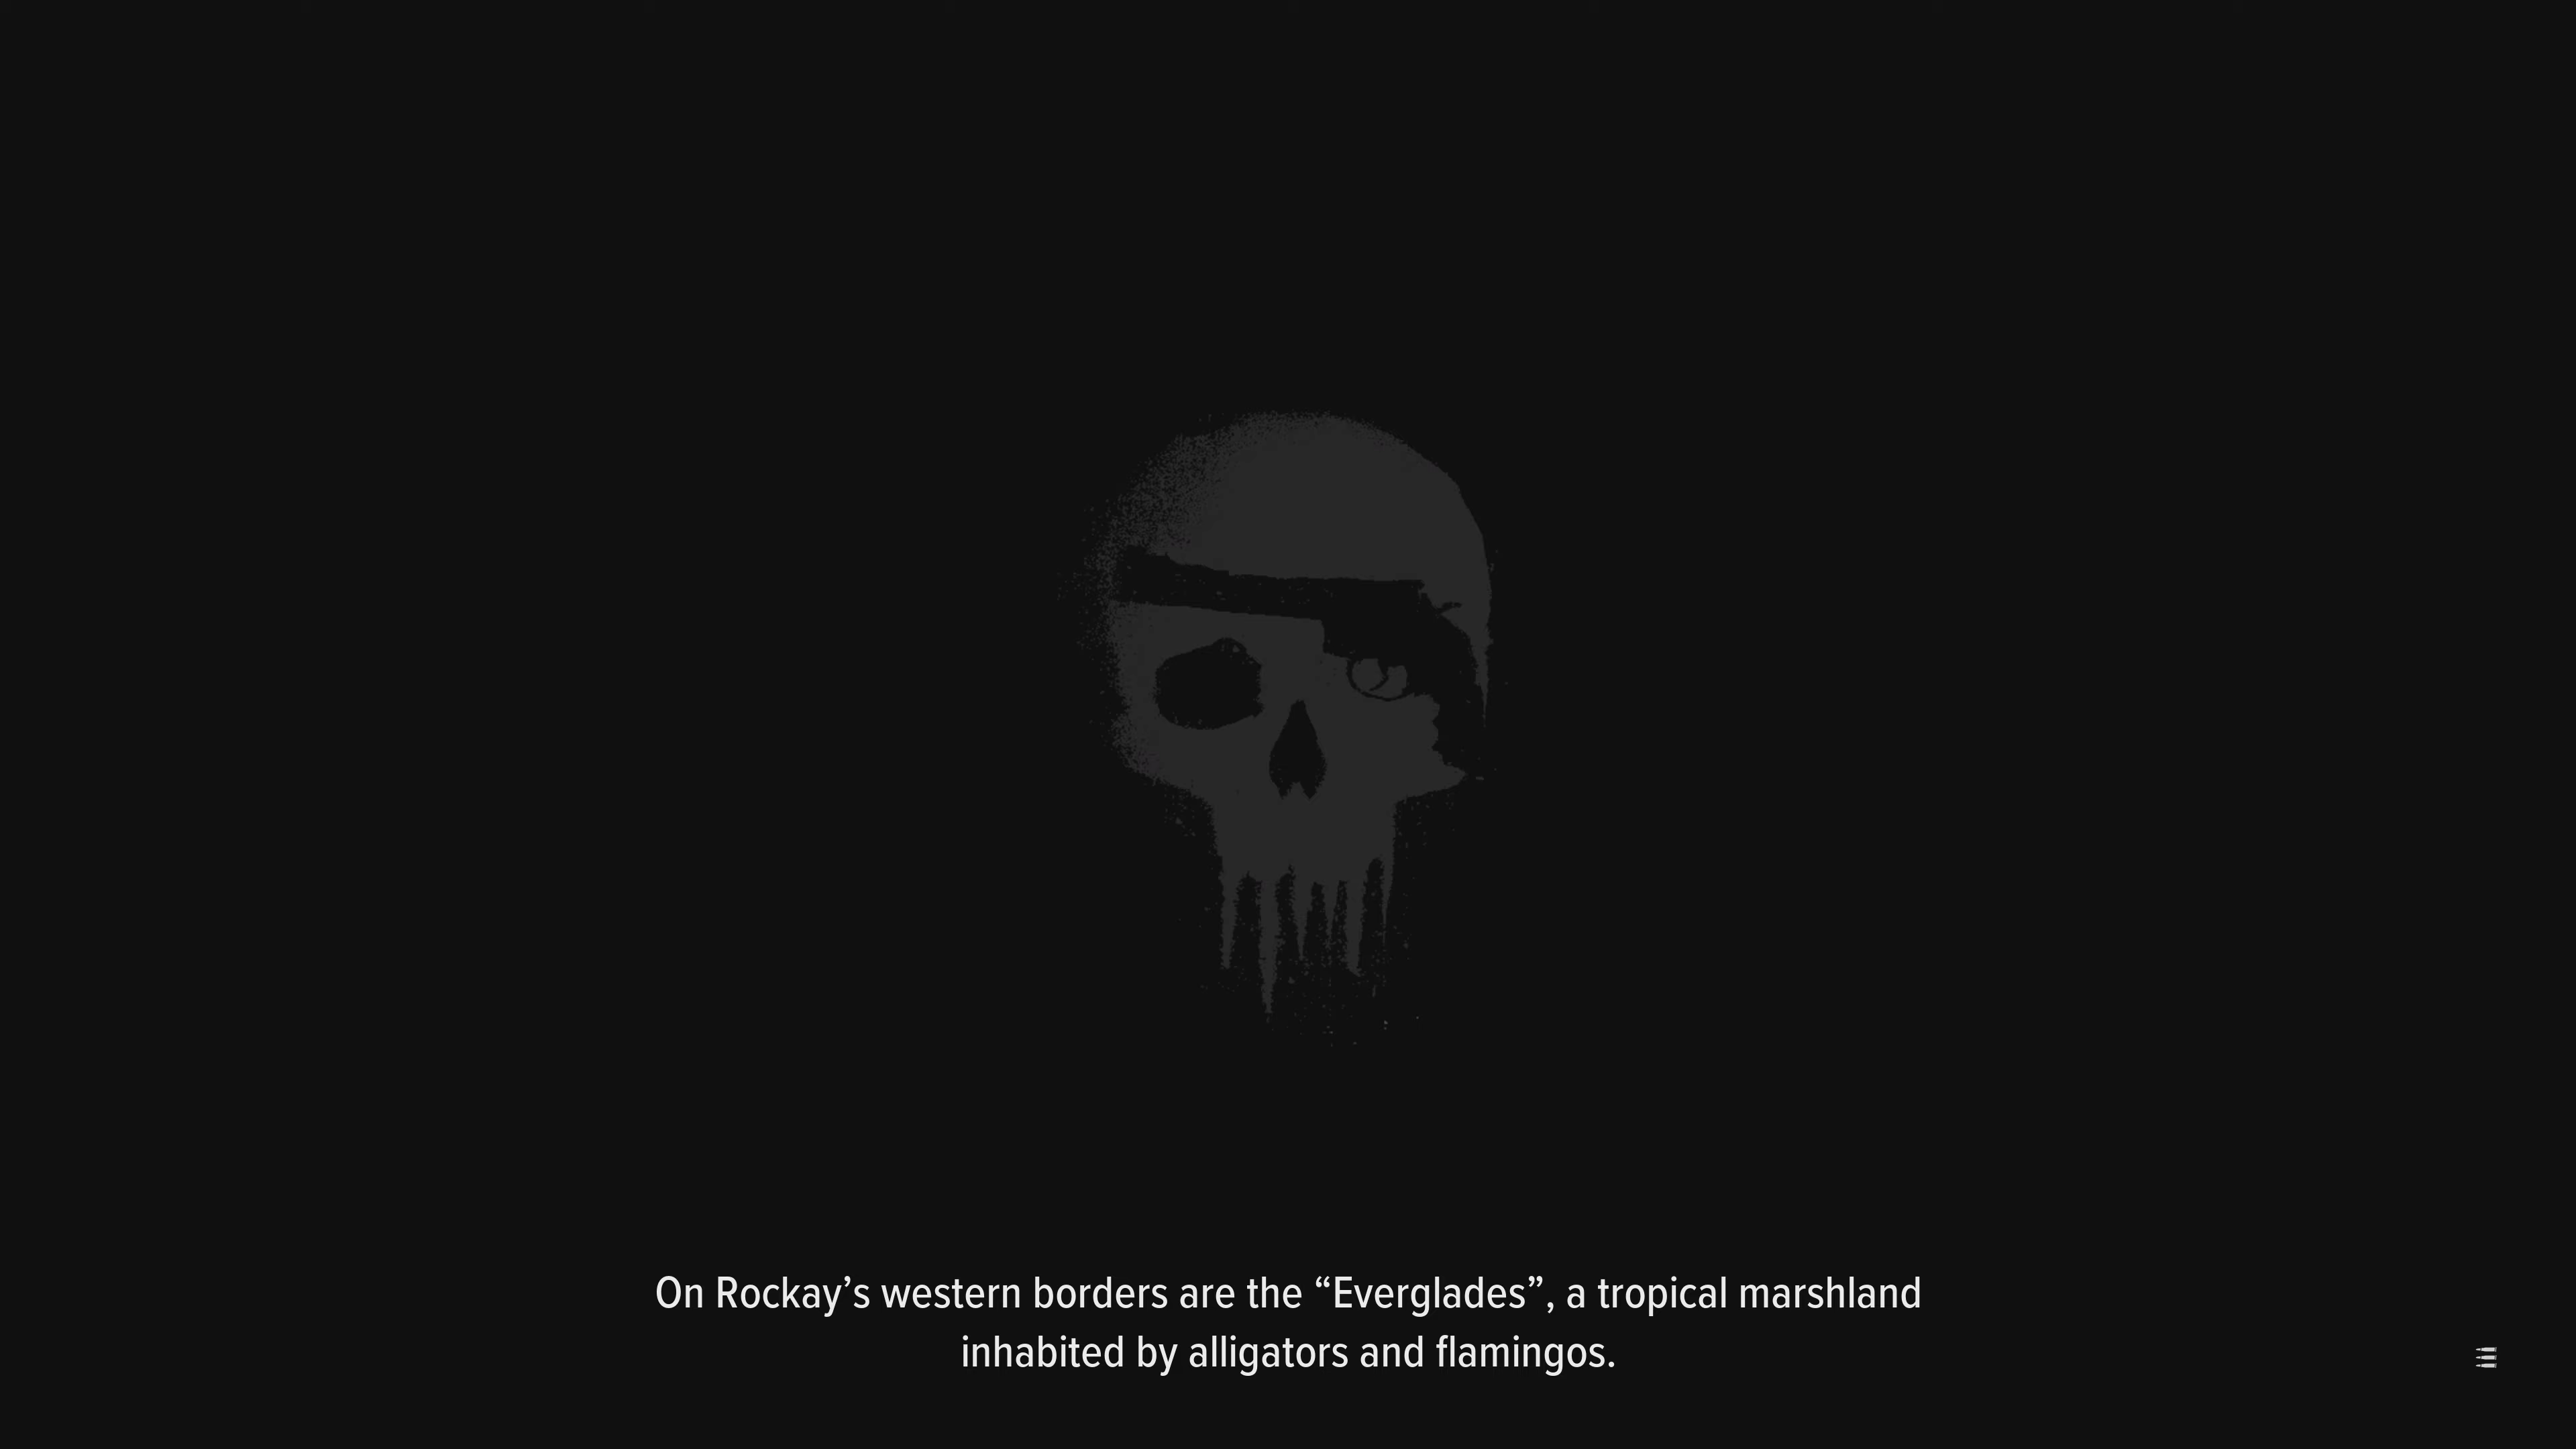 On Rockay’s western borders are the “Everglades”, a tropical marshland
inhabited by alligators and flamingos.